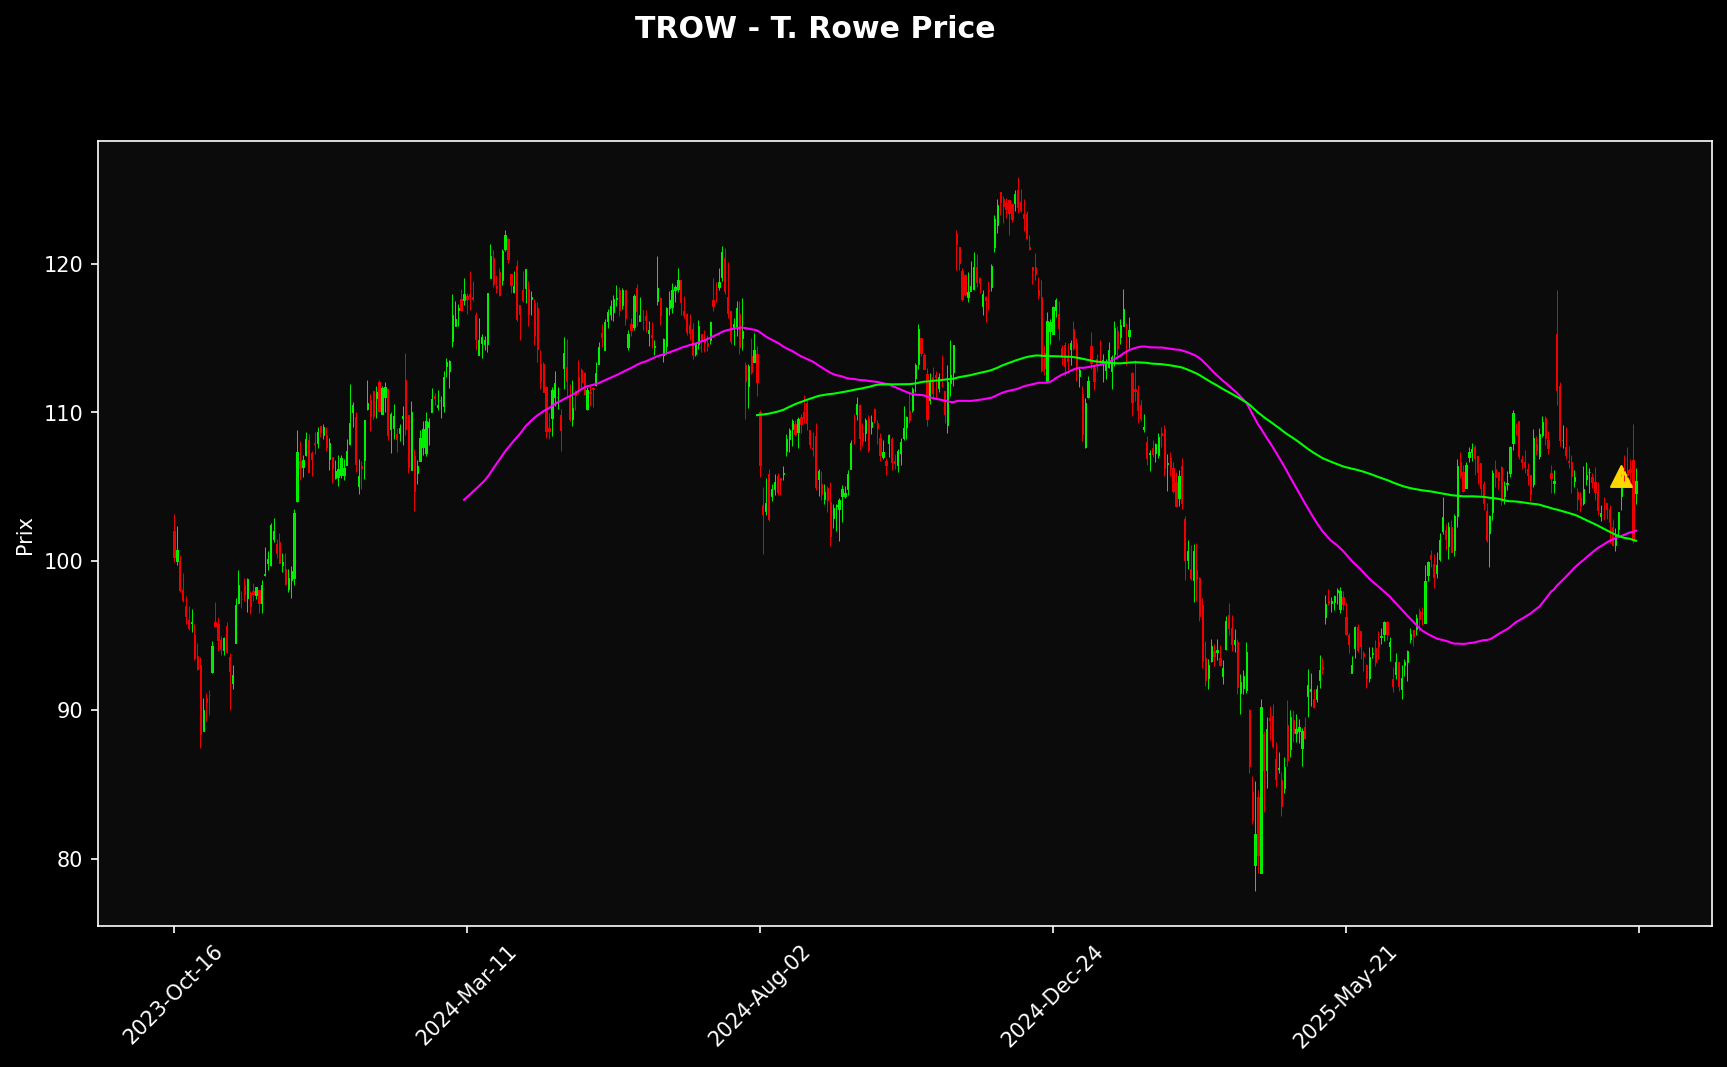 TROW - T. Rowe Price
Prix
120
110
100
90
80
2023-Oct-16
2024-Mar-11
2024-Aug-02
2024-Dec-24
2025-May-21